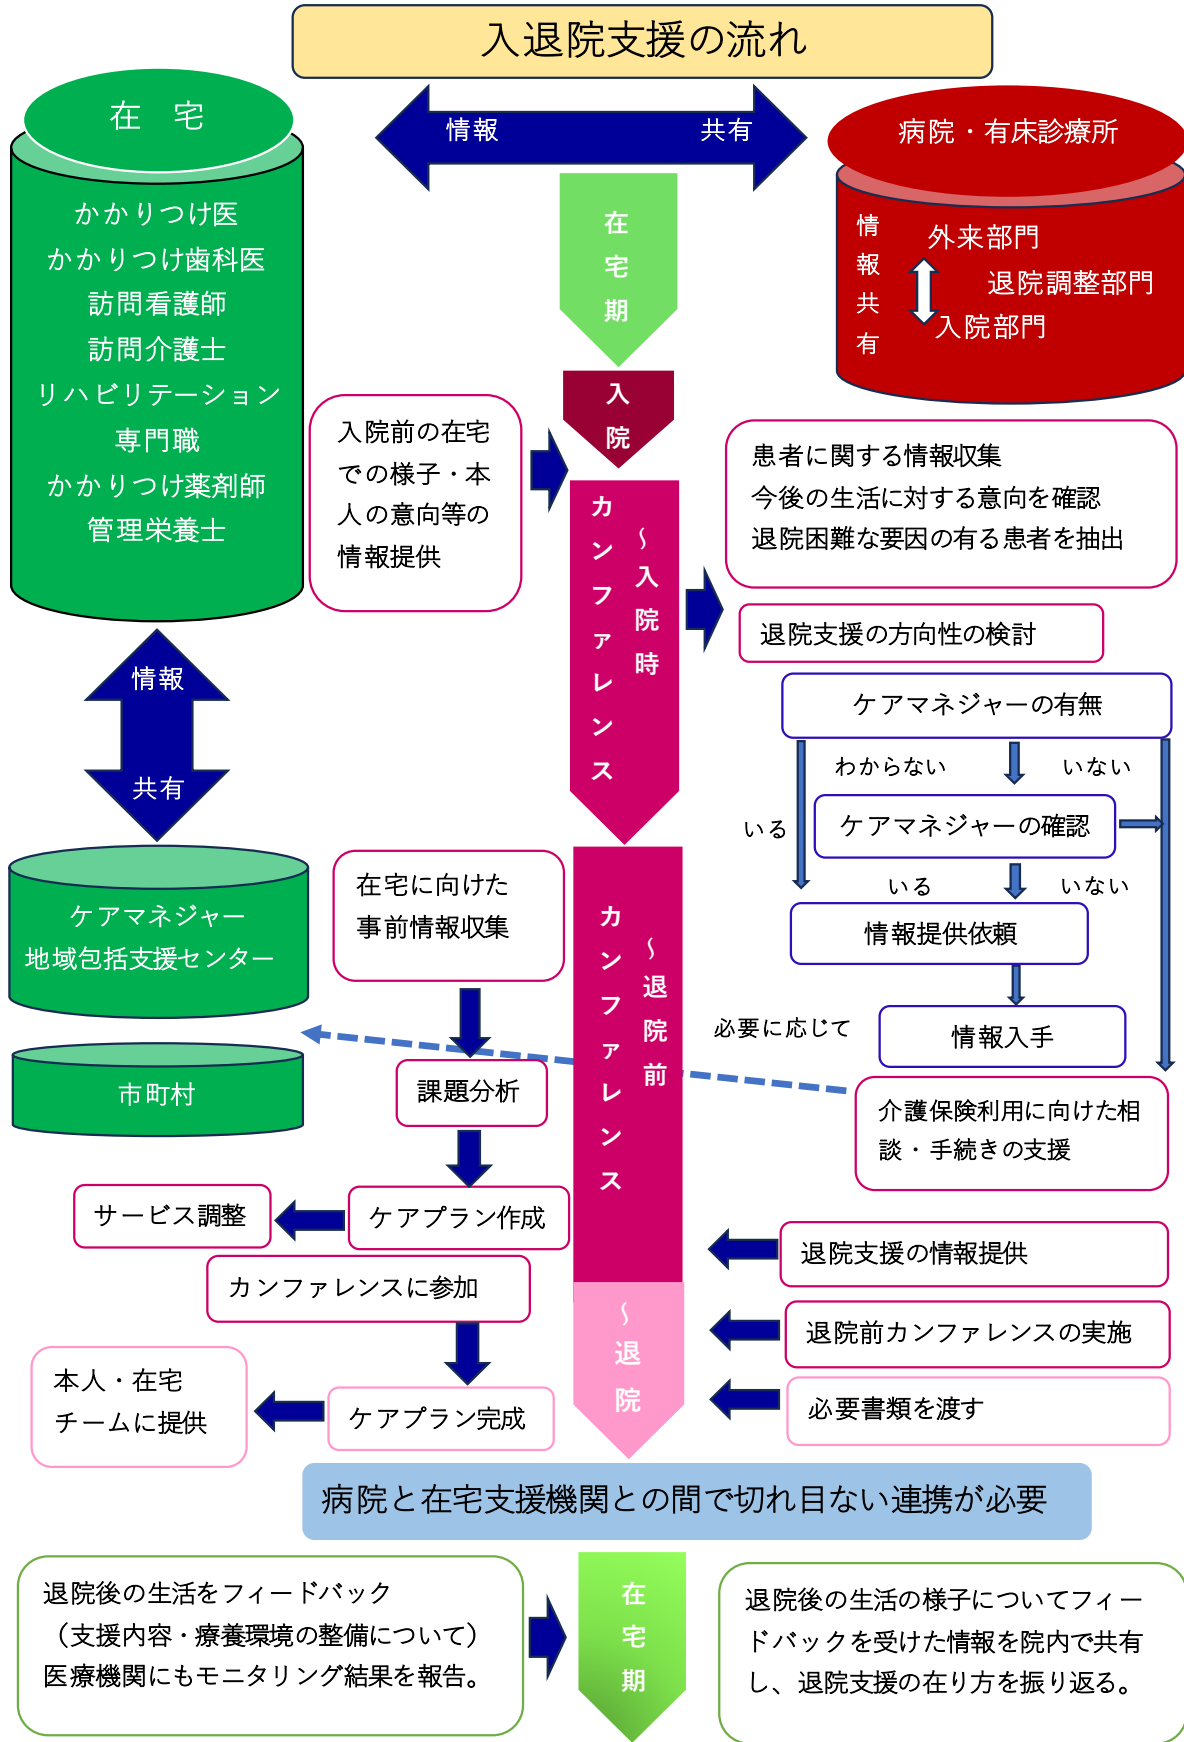 入退院支援の流れ
在 宅
かかりつけ医
かかりつけ歯科医
訪問看護師
訪問介護士
リハビリテーション
専門職
かかりつけ薬剤師
管理栄養士
情報 共有
病院・有床診療所
情報共有
外来部門
退院調整部門
入院部門
在宅期
入院
入院前の在宅
での様子・本
人の意向等の
情報提供
カンファレンス
～入院時
患者に関する情報収集
今後の生活に対する意向を確認
退院困難な要因の有る患者を抽出
退院支援の方向性の検討
情報
共有
ケアマネジャーの有無
わからない
いない
いる
ケアマネジャーの確認
いる
いない
情報提供依頼
情報入手
必要に応じて
介護保険利用に向けた相
談・手続きの支援
ケアマネジャー
地域包括支援センター
市町村
在宅に向けた
事前情報収集
カンファレンス
～退院前
課題分析
サービス調整
ケアプラン作成
カンファレンスに参加
退院支援の情報提供
～退院
退院前カンファレンスの実施
本人・在宅
チームに提供
ケアプラン完成
必要書類を渡す
病院と在宅支援機関との間で切れ目ない連携が必要
退院後の生活をフィードバック
（支援内容・療養環境の整備について）
医療機関にもモニタリング結果を報告。
在宅期
退院後の生活の様子についてフィー
ドバックを受けた情報を院内で共有
し、退院支援の在り方を振り返る。